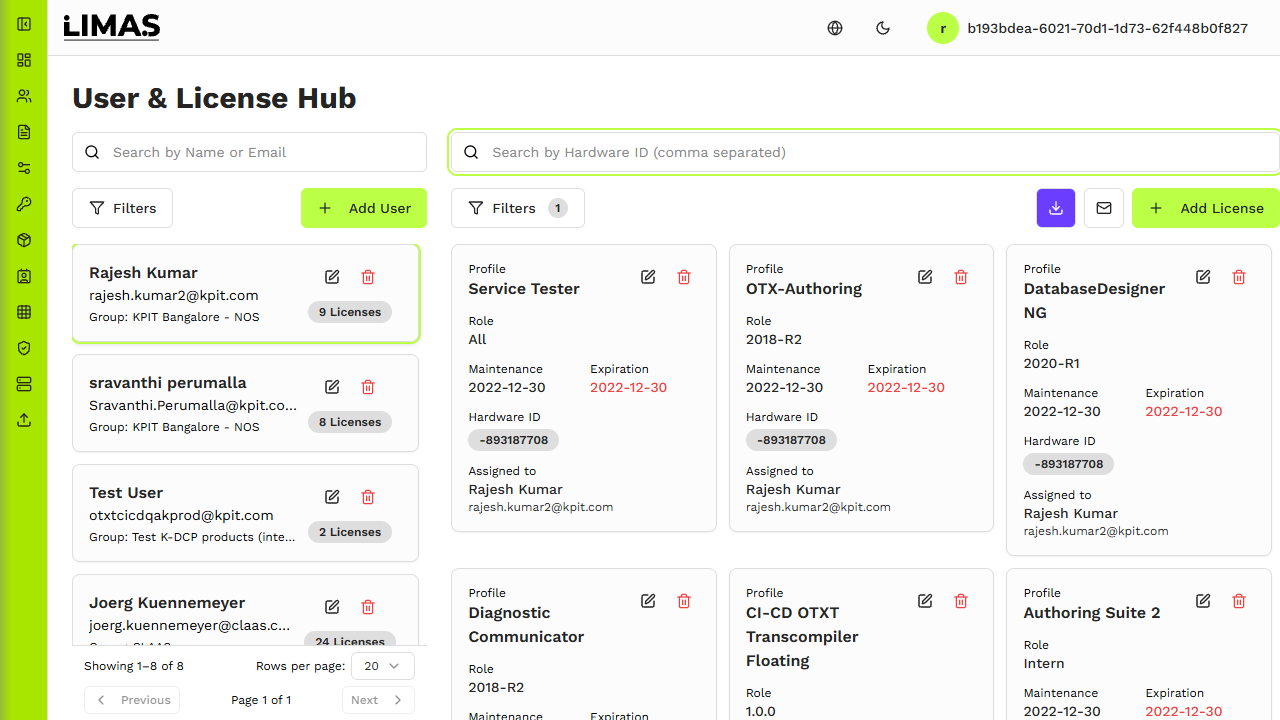 LIMAS
r
b193bdea-6021-70d1-1d73-62f448b0f827
User & License Hub
Search by Name or Email
Filters
Add User
Rajesh Kumar
rajesh.kumar2@kpit.com
Group: KPIT Bangalore - NOS
9 Licenses
sravanthi perumalla
Sravanthi.Perumalla@kpit.co...
Group: KPIT Bangalore - NOS
8 Licenses
Test User
otxtcicdqakprod@kpit.com
Group: Test K-DCP products (inte...
2 Licenses
Joerg Kuennemeyer
joerg.kuennemeyer@claas.c...
24 Licenses
Showing 1–8 of 8
Rows per page:
20
Previous
Page 1 of 1
Next
Search by Hardware ID (comma separated)
Filters
1
Add License
Profile
Service Tester
Role
All
Maintenance
2022-12-30
Expiration
2022-12-30
Hardware ID
-893187708
Assigned to
Rajesh Kumar
rajesh.kumar2@kpit.com
Profile
OTX-Authoring
Role
2018-R2
Maintenance
2022-12-30
Expiration
2022-12-30
Hardware ID
-893187708
Assigned to
Rajesh Kumar
rajesh.kumar2@kpit.com
Profile
DatabaseDesigner
NG
Role
2020-R1
Maintenance
2022-12-30
Expiration
2022-12-30
Hardware ID
-893187708
Assigned to
Rajesh Kumar
rajesh.kumar2@kpit.com
Profile
Diagnostic
Communicator
Role
2018-R2
Maintenance
Expiration
Profile
CI-CD OTXT
Transcompiler
Floating
Role
1.0.0
Profile
Authoring Suite 2
Role
Intern
Maintenance
2022-12-30
Expiration
2022-12-30